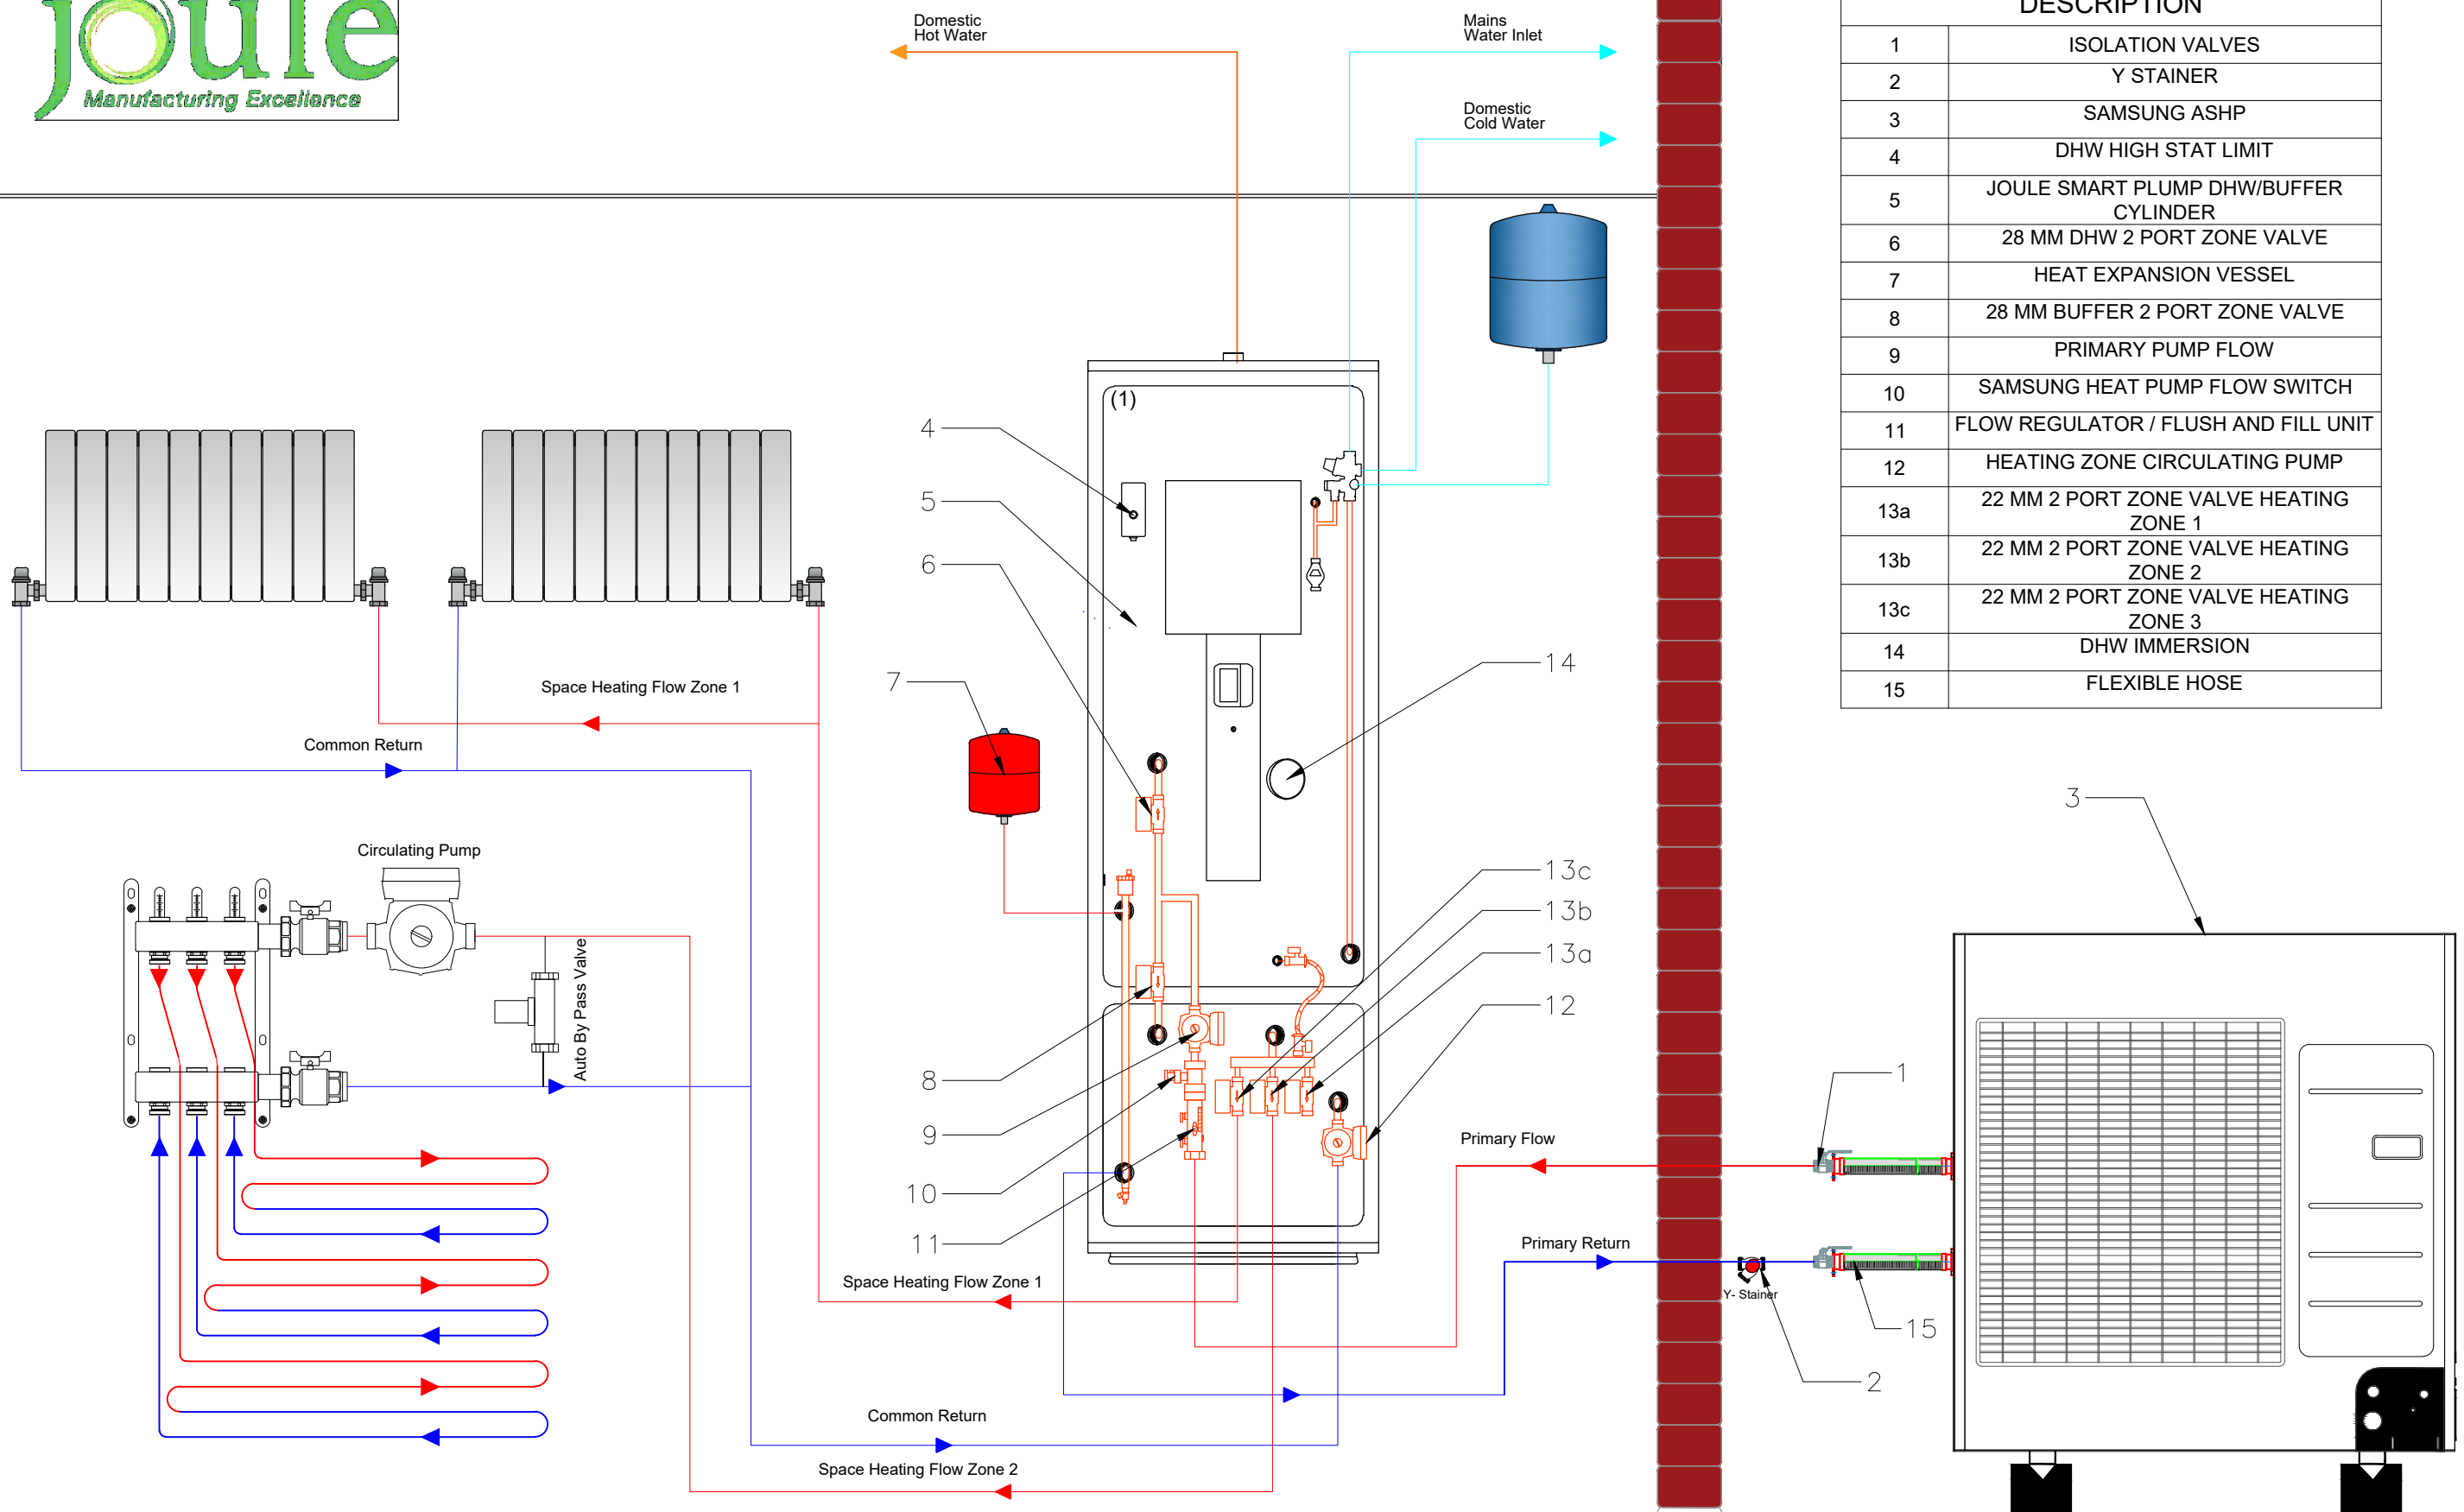 joule
Manufacturing Excellence
Domestic
Hot Water
Mains
Water Inlet
Domestic
Cold Water
DESCRIPTION
1 ISOLATION VALVES
2 Y STAINER
3 SAMSUNG ASHP
4 DHW HIGH STAT LIMIT
5 JOULE SMART PLUMP DHW/BUFFER
CYLINDER
6 28 MM DHW 2 PORT ZONE VALVE
7 HEAT EXPANSION VESSEL
8 28 MM BUFFER 2 PORT ZONE VALVE
9 PRIMARY PUMP FLOW
10 SAMSUNG HEAT PUMP FLOW SWITCH
11 FLOW REGULATOR / FLUSH AND FILL UNIT
12 HEATING ZONE CIRCULATING PUMP
13a 22 MM 2 PORT ZONE VALVE HEATING
ZONE 1
13b 22 MM 2 PORT ZONE VALVE HEATING
ZONE 2
13c 22 MM 2 PORT ZONE VALVE HEATING
ZONE 3
14 DHW IMMERSION
15 FLEXIBLE HOSE
(1)
4
5
6
7
14
Space Heating Flow Zone 1
Common Return
Circulating Pump
Auto By Pass Valve
13c
13b
13a
12
8
9
10
11
3
1
Primary Flow
Primary Return
Y- Stainer
15
2
Space Heating Flow Zone 1
Common Return
Space Heating Flow Zone 2